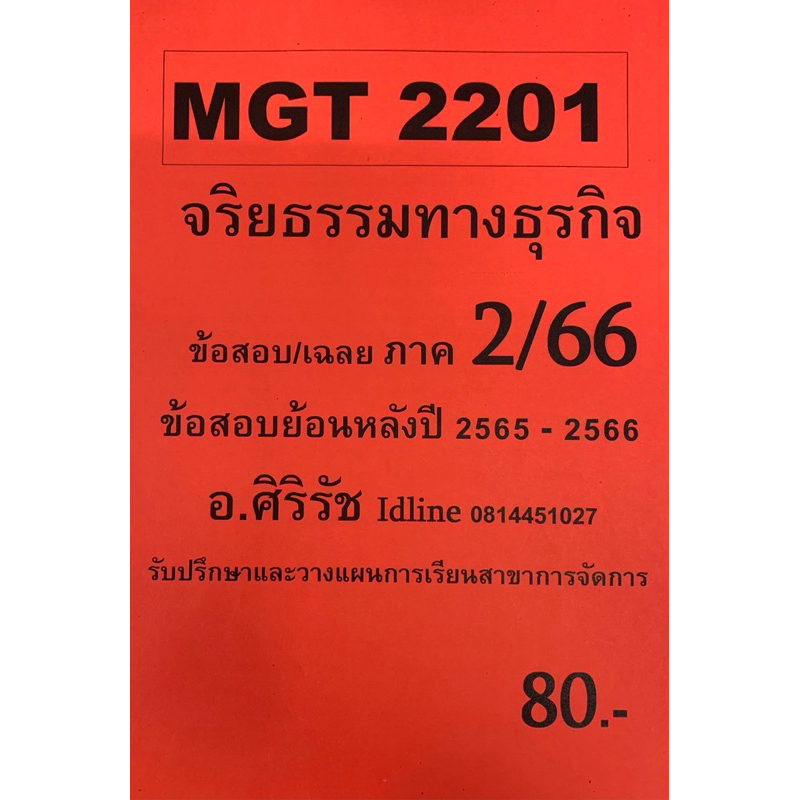 MGT 2201
จริยธรรมทางธุรกิจ
ข้อสอบ/เฉลย ภาค 2/66
ข้อสอบย้อนหลังปี 2565 - 2566
อ.ศิริรัช Idline 0814451027
รับปรึกษาและวางแผนการเรียนสาขาการจัดการ
80.-